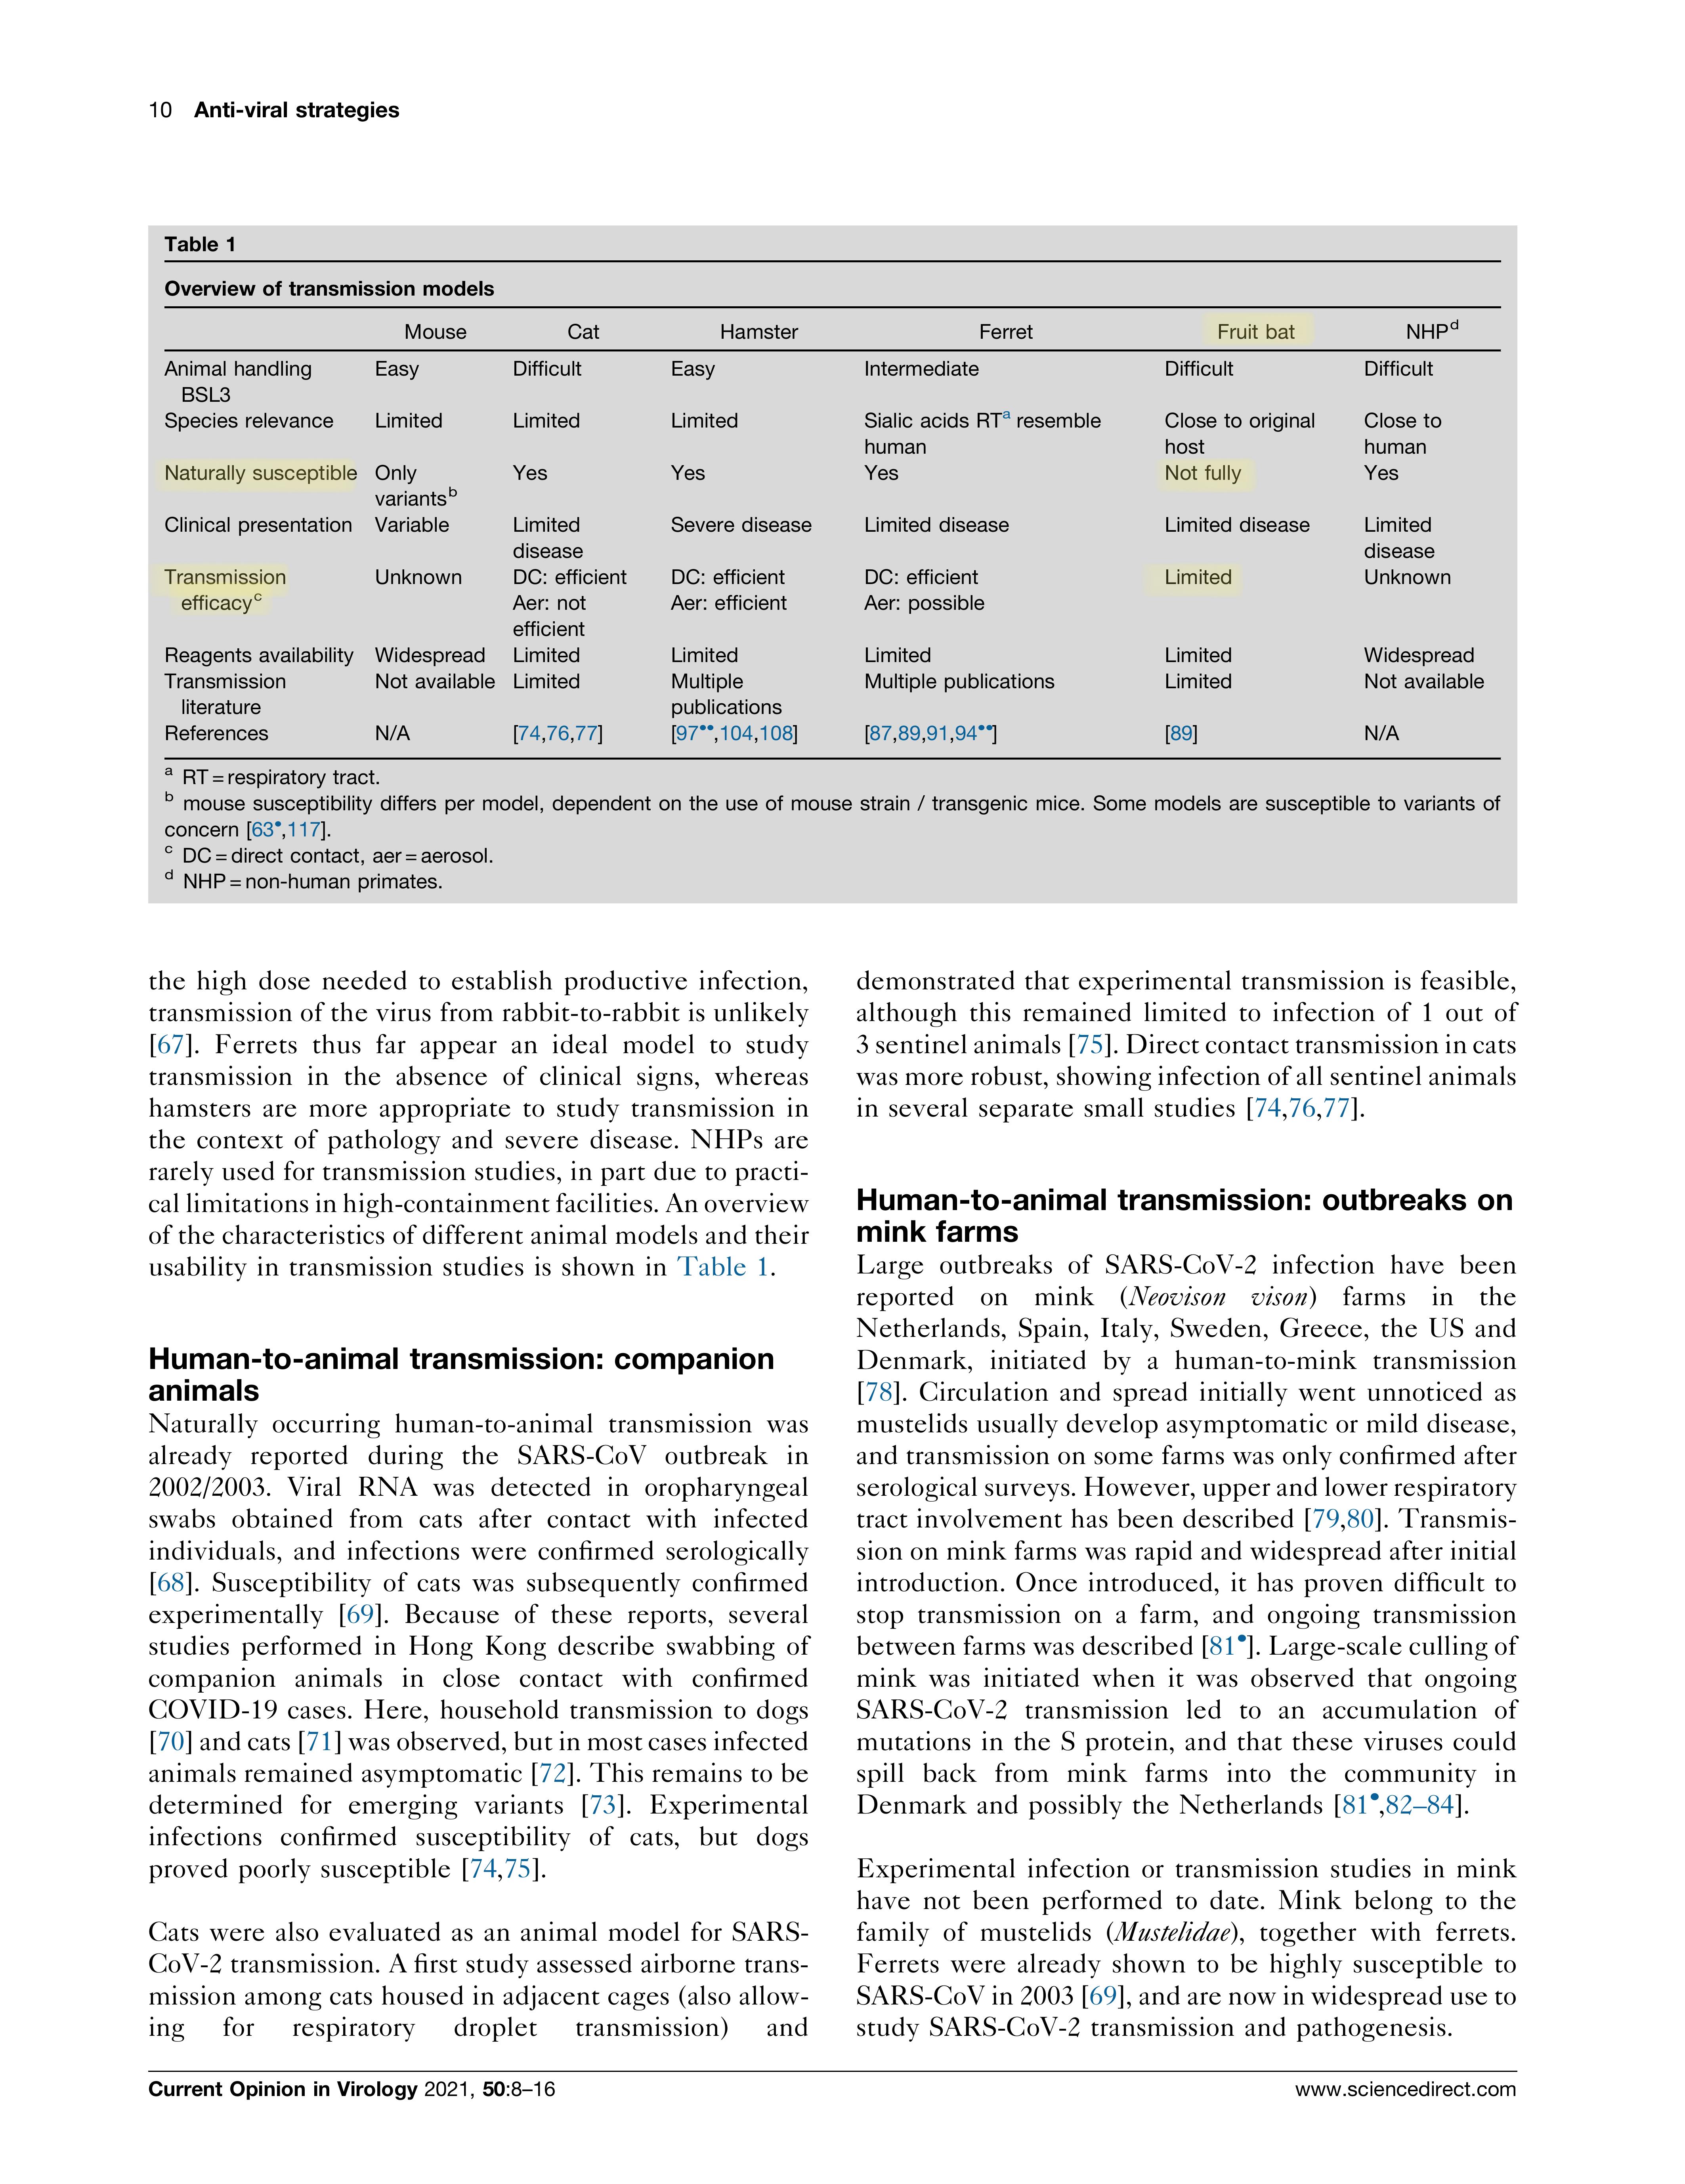 10 Anti-viral strategies
Table 1
Overview of transmission models
Mouse Cat Hamster Ferret Fruit bat NHPd
Animal handling BSL3 Easy Difficult Easy Intermediate Difficult Difficult
Species relevance Limited Limited Limited Sialic acids RTa resemble human Close to original host Close to human
Naturally susceptible Only variantsb Yes Yes Yes Not fully Yes
Clinical presentation Variable Limited disease Severe disease Limited disease Limited disease Limited disease
Transmission efficacyc Unknown DC: efficient Aer: not efficient DC: efficient Aer: efficient DC: efficient Aer: possible Limited Unknown
Reagents availability Widespread Limited Limited Limited Limited Widespread
Transmission literature Not available Limited Multiple publications Multiple publications Limited Not available
References N/A [74,76,77] [97••,104,108] [87,89,91,94••] [89] N/A
a RT = respiratory tract.
b mouse susceptibility differs per model, dependent on the use of mouse strain / transgenic mice. Some models are susceptible to variants of
concern [63•,117].
c DC = direct contact, aer = aerosol.
d NHP = non-human primates.
the high dose needed to establish productive infection,
transmission of the virus from rabbit-to-rabbit is unlikely
[67]. Ferrets thus far appear an ideal model to study
transmission in the absence of clinical signs, whereas
hamsters are more appropriate to study transmission in
the context of pathology and severe disease. NHPs are
rarely used for transmission studies, in part due to practi-
cal limitations in high-containment facilities. An overview
of the characteristics of different animal models and their
usability in transmission studies is shown in Table 1.
Human-to-animal transmission: companion
animals
Naturally occurring human-to-animal transmission was
already reported during the SARS-CoV outbreak in
2002/2003. Viral RNA was detected in oropharyngeal
swabs obtained from cats after contact with infected
individuals, and infections were confirmed serologically
[68]. Susceptibility of cats was subsequently confirmed
experimentally [69]. Because of these reports, several
studies performed in Hong Kong describe swabbing of
companion animals in close contact with confirmed
COVID-19 cases. Here, household transmission to dogs
[70] and cats [71] was observed, but in most cases infected
animals remained asymptomatic [72]. This remains to be
determined for emerging variants [73]. Experimental
infections confirmed susceptibility of cats, but dogs
proved poorly susceptible [74,75].
Cats were also evaluated as an animal model for SARS-
CoV-2 transmission. A first study assessed airborne trans-
mission among cats housed in adjacent cages (also allow-
ing for respiratory droplet transmission) and
demonstrated that experimental transmission is feasible,
although this remained limited to infection of 1 out of
3 sentinel animals [75]. Direct contact transmission in cats
was more robust, showing infection of all sentinel animals
in several separate small studies [74,76,77].
Human-to-animal transmission: outbreaks on
mink farms
Large outbreaks of SARS-CoV-2 infection have been
reported on mink (Neovison vison) farms in the
Netherlands, Spain, Italy, Sweden, Greece, the US and
Denmark, initiated by a human-to-mink transmission
[78]. Circulation and spread initially went unnoticed as
mustelids usually develop asymptomatic or mild disease,
and transmission on some farms was only confirmed after
serological surveys. However, upper and lower respiratory
tract involvement has been described [79,80]. Transmis-
sion on mink farms was rapid and widespread after initial
introduction. Once introduced, it has proven difficult to
stop transmission on a farm, and ongoing transmission
between farms was described [81•]. Large-scale culling of
mink was initiated when it was observed that ongoing
SARS-CoV-2 transmission led to an accumulation of
mutations in the S protein, and that these viruses could
spill back from mink farms into the community in
Denmark and possibly the Netherlands [81•,82–84].
Experimental infection or transmission studies in mink
have not been performed to date. Mink belong to the
family of mustelids (Mustelidae), together with ferrets.
Ferrets were already shown to be highly susceptible to
SARS-CoV in 2003 [69], and are now in widespread use to
study SARS-CoV-2 transmission and pathogenesis.
Current Opinion in Virology 2021, 50:8–16
www.sciencedirect.com